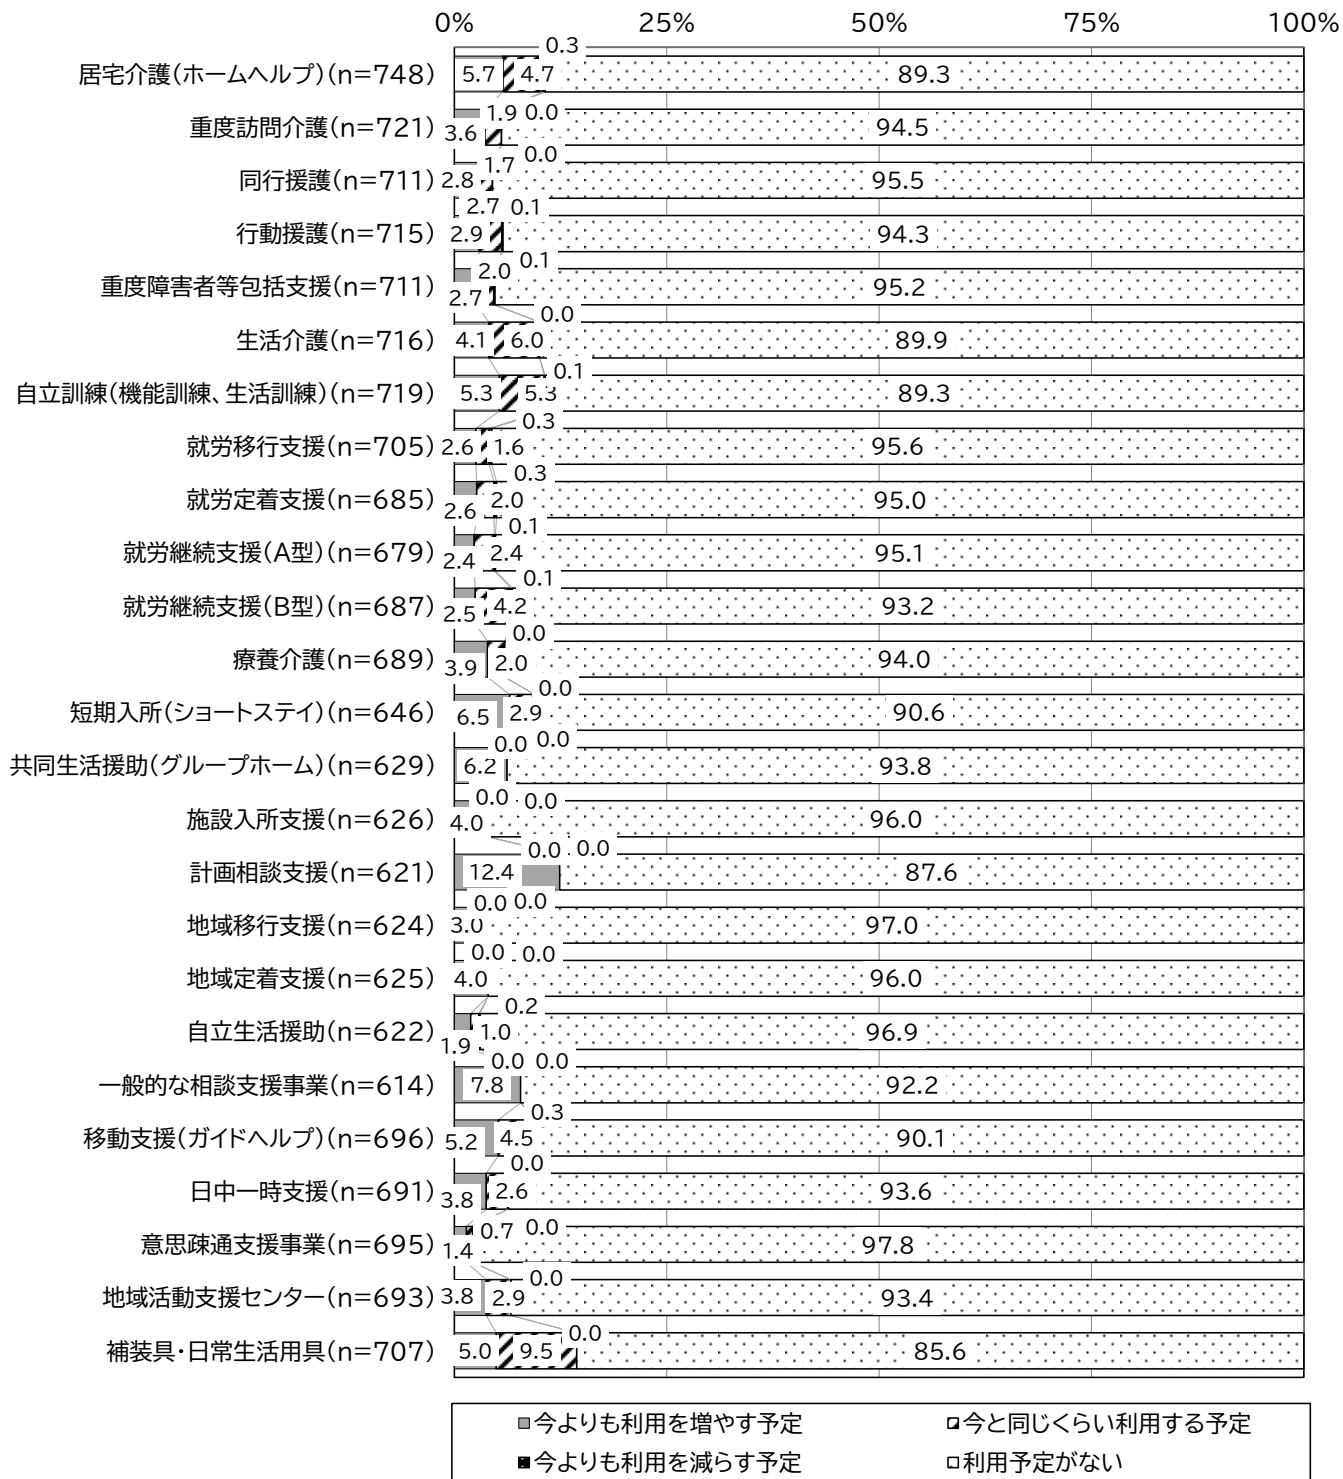 0% 25% 50% 75% 100%
0.3
居宅介護(ホームヘルプ)(n=748) 5.7 4.7 89.3
1.9 0.0
重度訪問介護(n=721) 3.6 94.5
1.7 0.0
同行援護(n=711) 2.8 95.5
2.7 0.1
行動援護(n=715) 2.9 94.3
2.0 0.1
重度障害者等包括支援(n=711) 2.7 95.2
0.0
生活介護(n=716) 4.1 6.0 89.9
0.1
自立訓練(機能訓練、生活訓練)(n=719) 5.3 5.3 89.3
0.3
就労移行支援(n=705) 2.6 1.6 95.6
0.3
就労定着支援(n=685) 2.6 2.0 95.0
0.1
就労継続支援(A型)(n=679) 2.4 2.4 95.1
0.1
就労継続支援(B型)(n=687) 2.5 4.2 93.2
0.0
療養介護(n=689) 3.9 2.0 94.0
0.0
短期入所(ショートステイ)(n=646) 6.5 2.9 90.6
0.0 0.0
共同生活援助(グループホーム)(n=629) 6.2 93.8
0.0 0.0
施設入所支援(n=626) 4.0 96.0
0.0 0.0
計画相談支援(n=621) 12.4 87.6
0.0 0.0
地域移行支援(n=624) 3.0 97.0
0.0 0.0
地域定着支援(n=625) 4.0 96.0
0.2
自立生活援助(n=622) 1.9 1.0 96.9
0.0 0.0
一般的な相談支援事業(n=614) 7.8 92.2
0.3
移動支援(ガイドヘルプ)(n=696) 5.2 4.5 90.1
0.0
日中一時支援(n=691) 3.8 2.6 93.6
0.7 0.0
意思疎通支援事業(n=695) 1.4 97.8
0.0
地域活動支援センター(n=693) 3.8 2.9 93.4
0.0
補装具・日常生活用具(n=707) 5.0 9.5 85.6
今よりも利用を増やす予定 今と同じくらい利用する予定
今よりも利用を減らす予定 利用予定がない